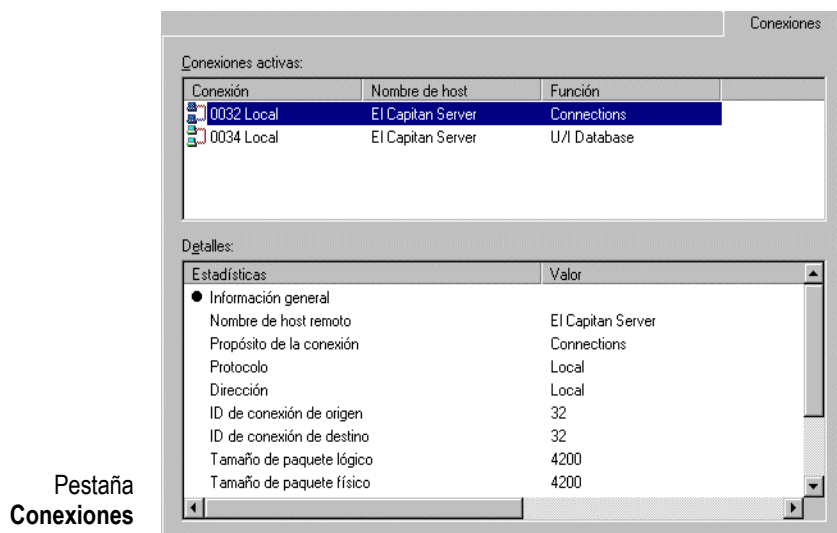 Conexiones
Conexiones activas:
Conexión Nombre de host Función
0032 Local El Capitan Server Connections
0034 Local El Capitan Server U/I Database
Detalles:
Estadísticas Valor
Información general
Nombre de host remoto El Capitan Server
Propósito de la conexión Connections
Protocolo Local
Dirección Local
ID de conexión de origen 32
ID de conexión de destino 32
Tamaño de paquete lógico 4200
Tamaño de paquete físico 4200
Pestaña
Conexiones